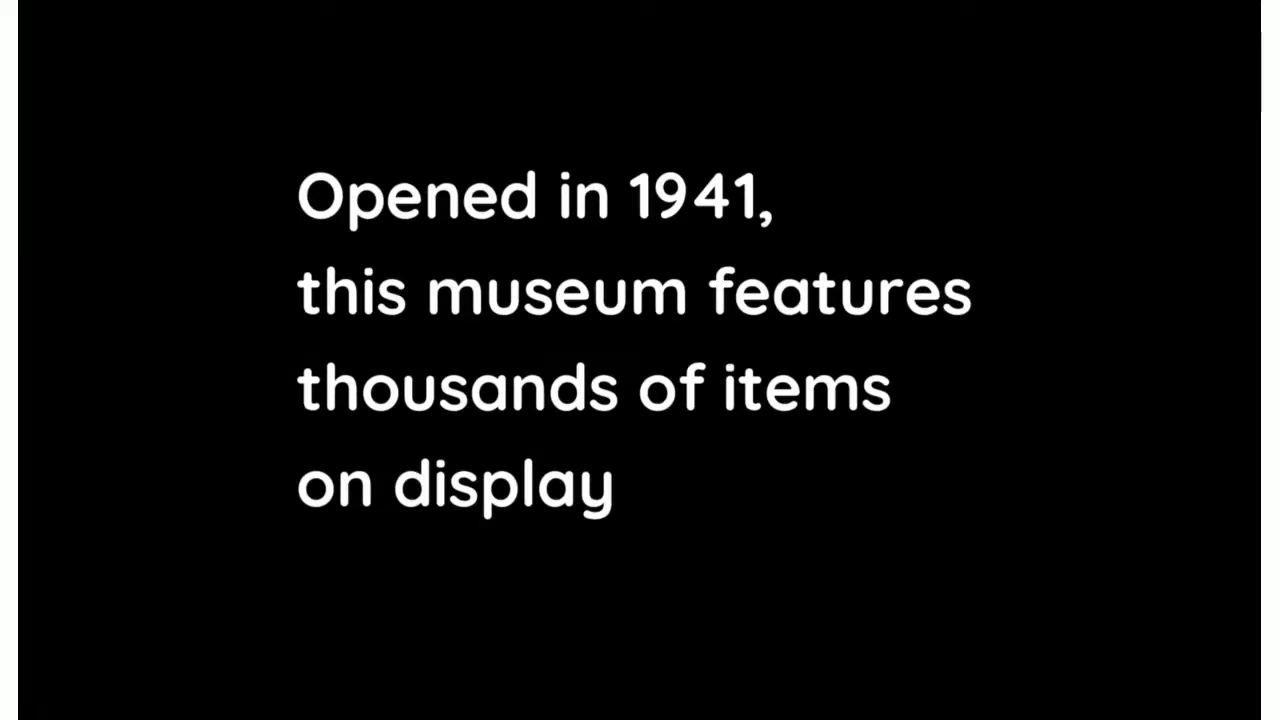 Opened in 1941,
this museum features
thousands of items
on display